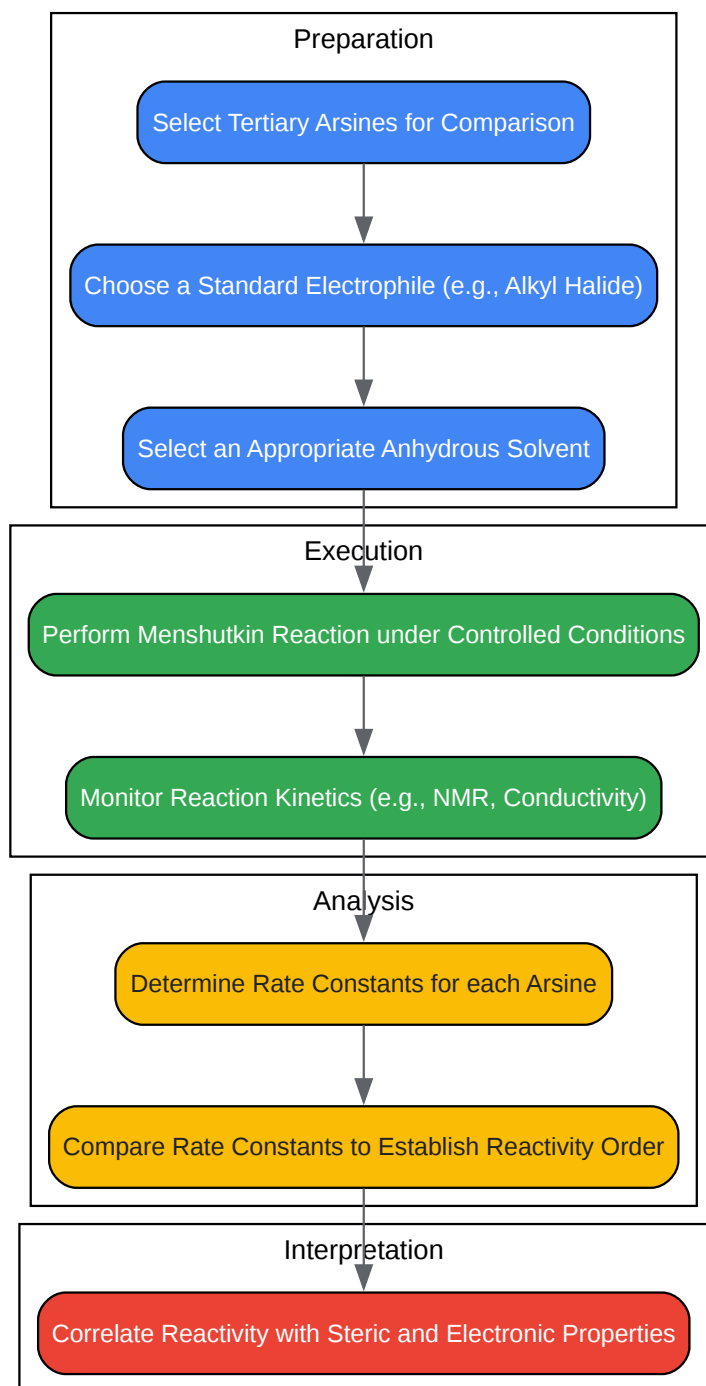 Preparation
Select Tertiary Arsines for Comparison
Choose a Standard Electrophile (e.g., Alkyl Halide)
Select an Appropriate Anhydrous Solvent
Execution
Perform Menshutkin Reaction under Controlled Conditions
Monitor Reaction Kinetics (e.g., NMR, Conductivity)
Analysis
Determine Rate Constants for each Arsine
Compare Rate Constants to Establish Reactivity Order
Interpretation
Correlate Reactivity with Steric and Electronic Properties